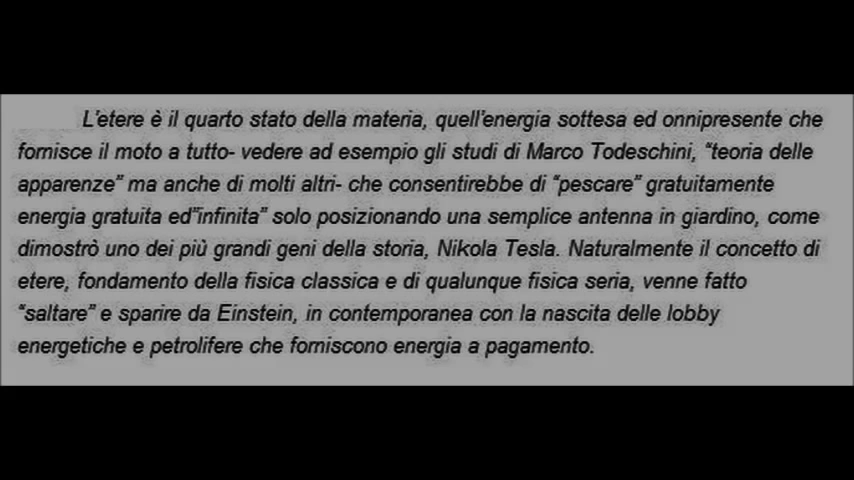 L'etere è il quarto stato della materia, quell'energia sottesa ed onnipresente che
fornisce il moto a tutto- vedere ad esempio gli studi di Marco Todeschini, “teoria delle
apparenze” ma anche di molti altri- che consentirebbe di “pescare” gratuitamente
energia gratuita ed”infinita” solo posizionando una semplice antenna in giardino, come
dimostrò uno dei più grandi geni della storia, Nikola Tesla. Naturalmente il concetto di
etere, fondamento della fisica classica e di qualunque fisica seria, venne fatto
“saltare” e sparire da Einstein, in contemporanea con la nascita delle lobby
energetiche e petrolifere che forniscono energia a pagamento.